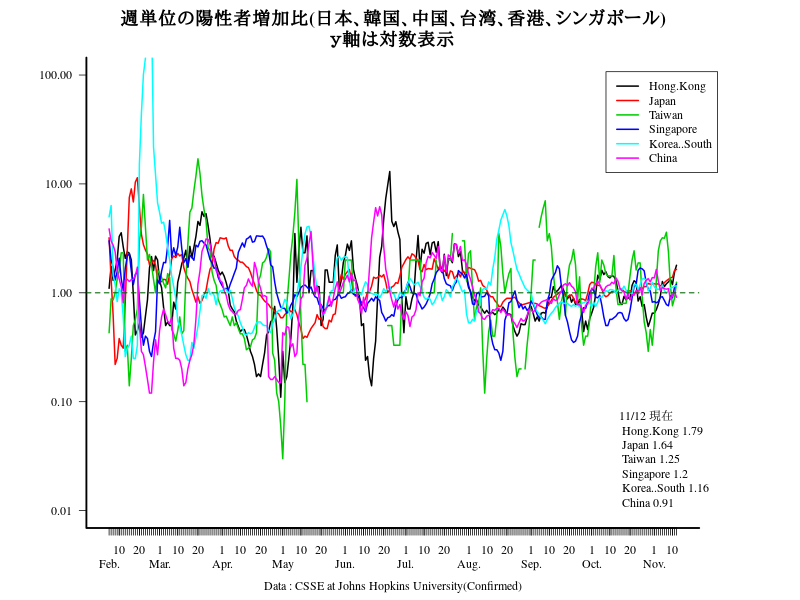 週単位の陽性者増加比(日本、韓国、中国、台湾、香港、シンガポール)
y軸は対数表示
100.00
10.00
1.00
0.10
0.01
Hong.Kong
Japan
Taiwan
Singapore
Korea..South
China
11/12 現在
Hong.Kong 1.79
Japan 1.64
Taiwan 1.25
Singapore 1.2
Korea..South 1.16
China 0.91
10 20 1 10 20 1 10 20 1 10 20 1 10 20 1 10 20 1 10 20 1 10 20 1 10 20 1 10
Feb. Mar. Apr. May Jun. Jul. Aug. Sep. Oct. Nov.
Data : CSSE at Johns Hopkins University(Confirmed)